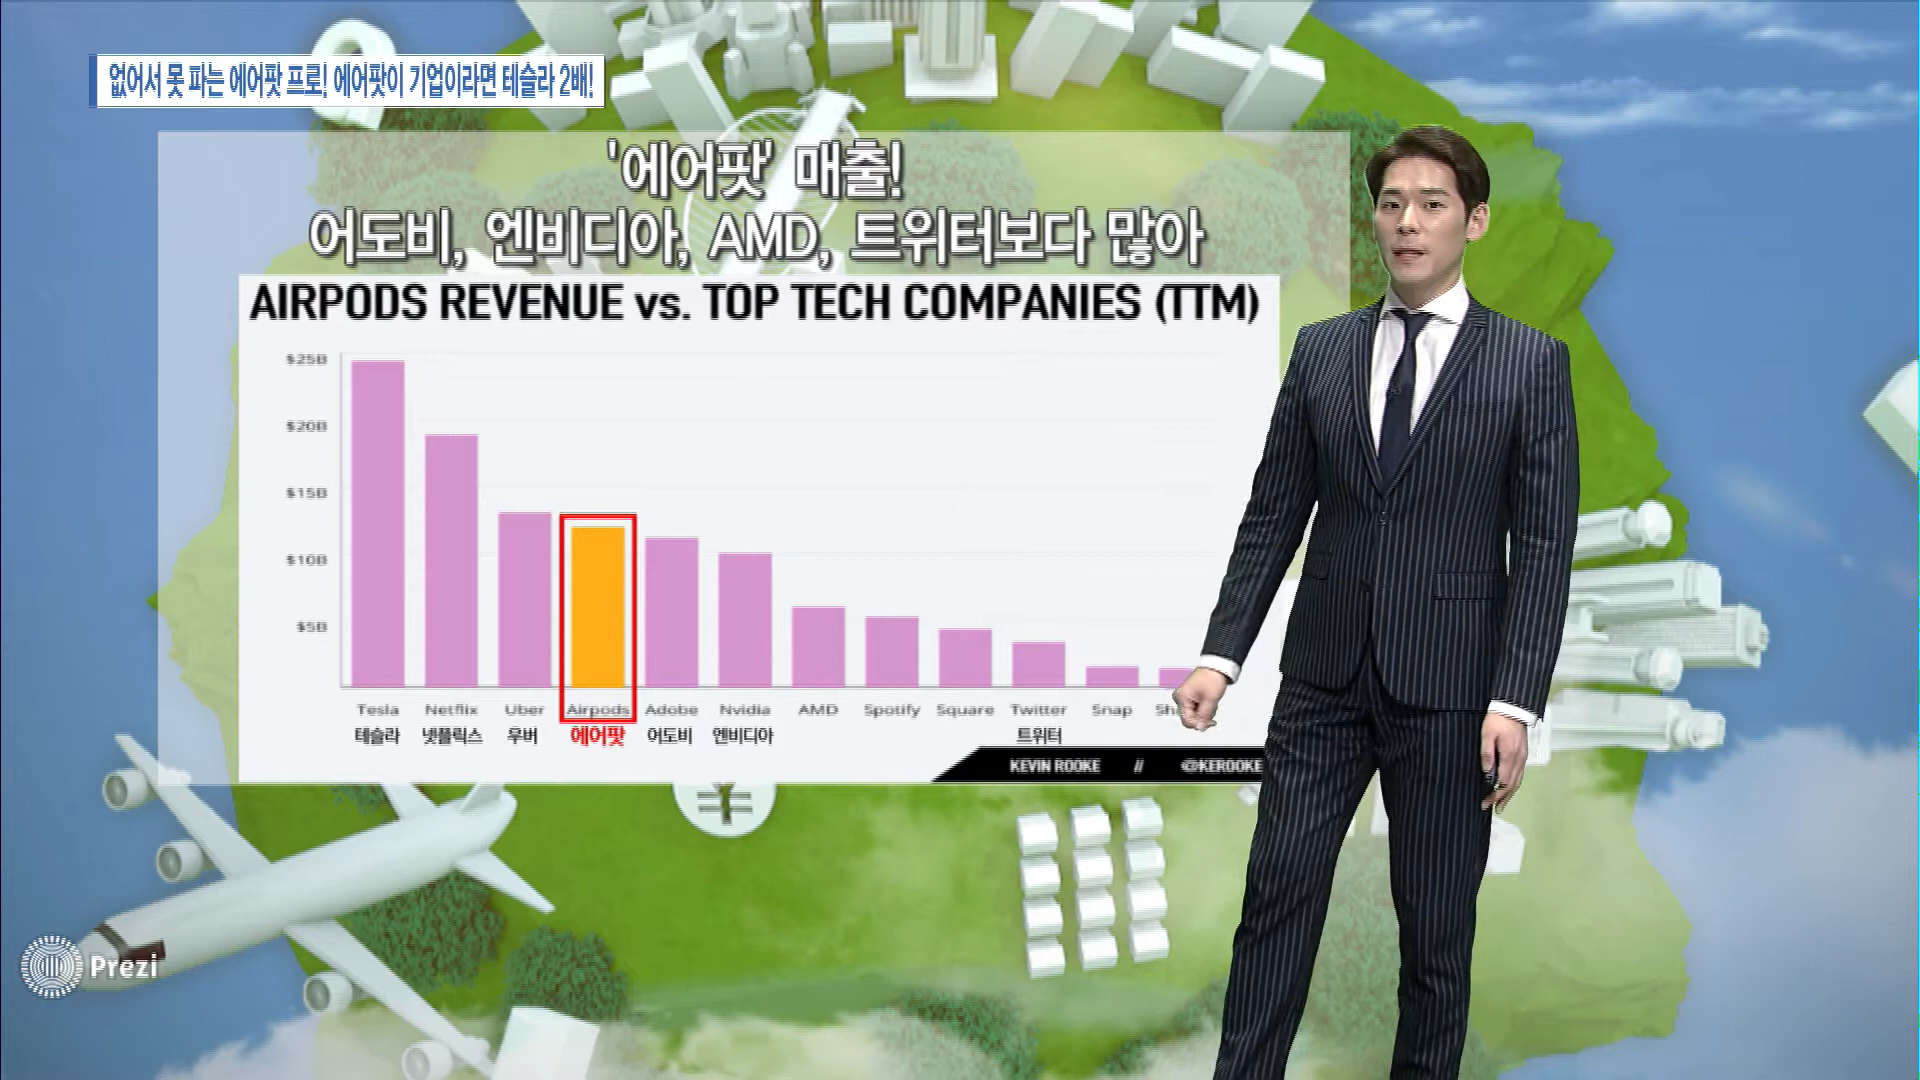 없어서 못 파는 에어팟 프로! 에어팟이 기업이라면 테슬라 2배!
'에어팟' 매출!
어도비, 엔비디아, AMD, 트위터보다 많아
AIRPODS REVENUE vs. TOP TECH COMPANIES (TTM)
$25B
$20B
$15B
$10B
$5B
Tesla Netflix Uber Airpods Adobe Nvidia AMD Spotify Square Twitter Snap
테슬라 넷플릭스 우버 에어팟 어도비 엔비디아 트위터
KEVIN ROOKE // @KEROOKE
Prezi